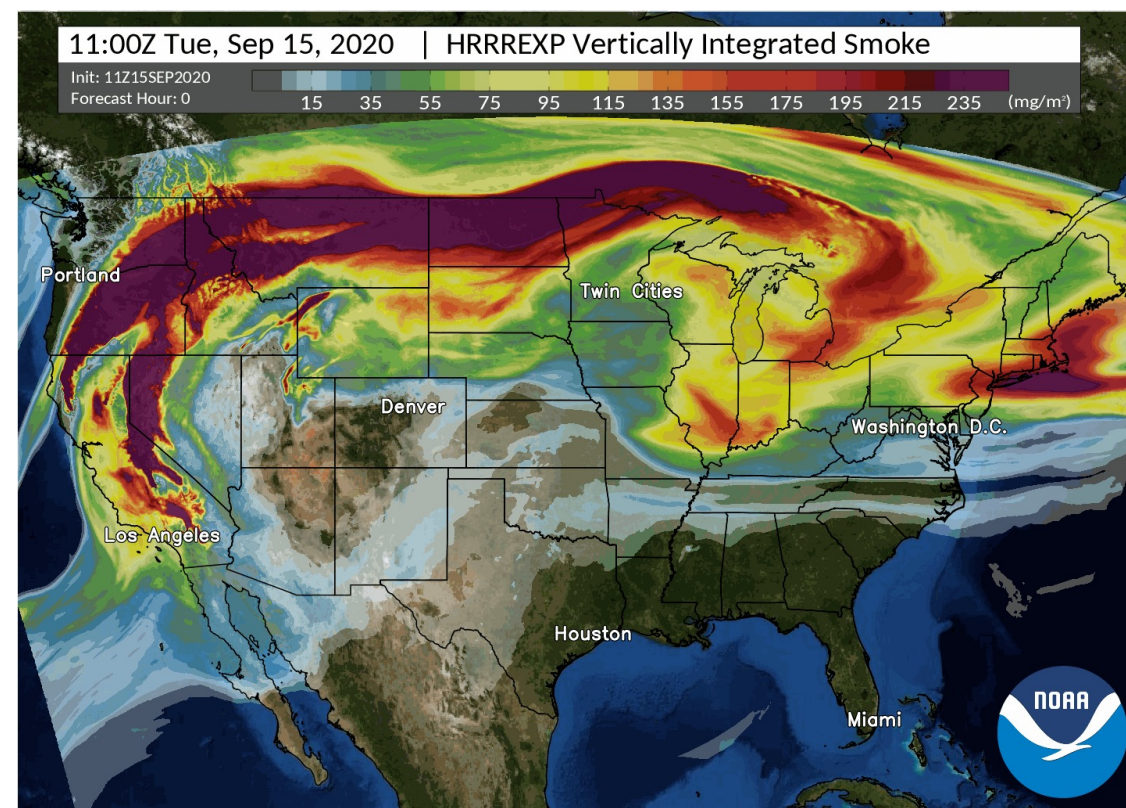 11:00Z Tue, Sep 15, 2020 | HRRREXP Vertically Integrated Smoke
Init: 11Z15SEP2020
Forecast Hour: 0
15 35 55 75 95 115 135 155 175 195 215 235 (mg/m²)
Portland
Twin Cities
Denver
Washington D.C.
Los Angeles
Houston
NOAA
Miami